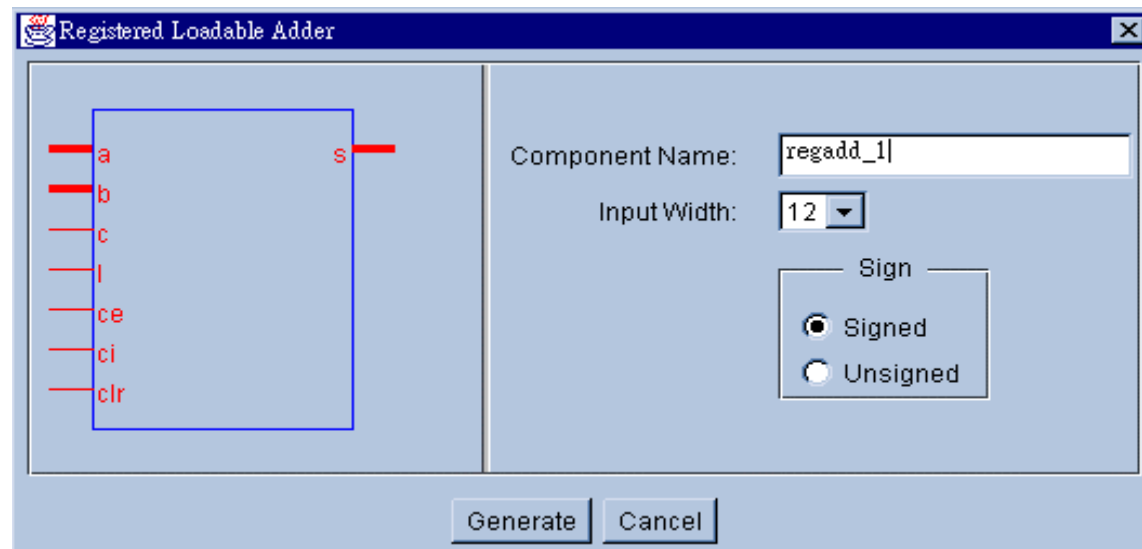 Registered Loadable Adder
a
s
b
c
l
ce
ci
clr
Component Name:
regadd_1
Input Width:
12
Sign
Signed
Unsigned
Generate
Cancel